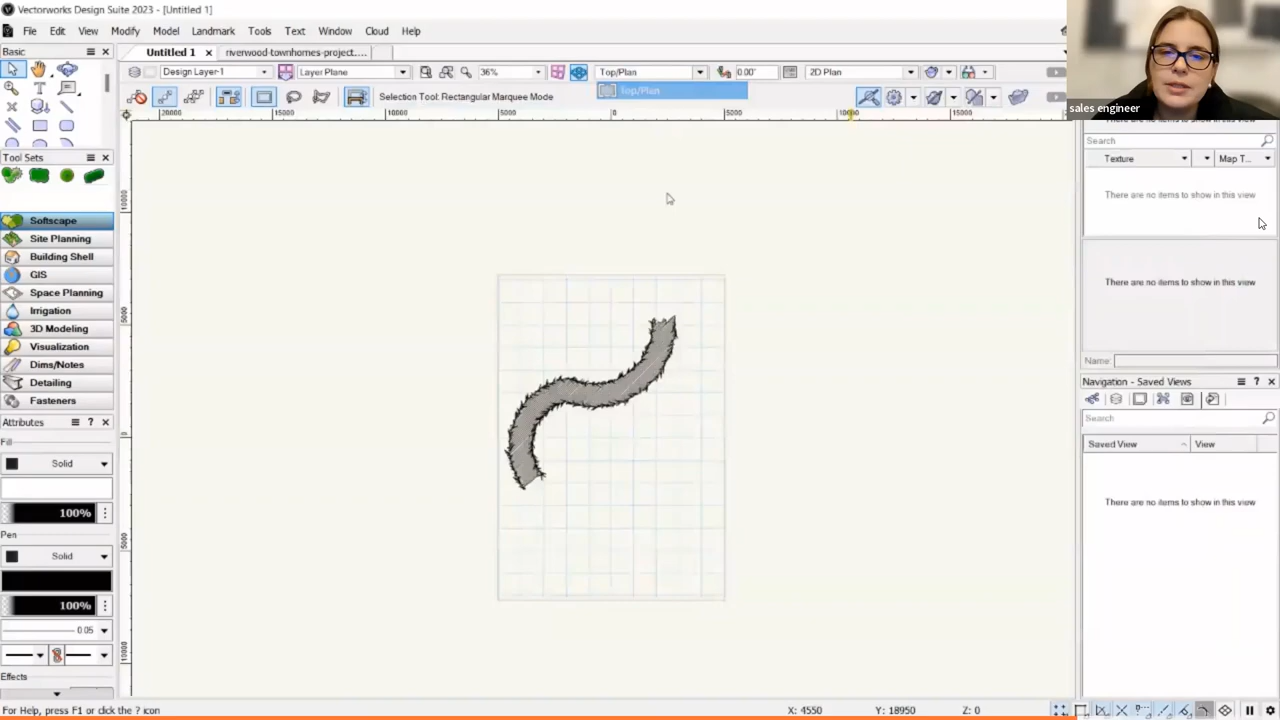 Vectorworks Design Suite 2023 - [Untitled 1]
File Edit View Modify Model Landmark Tools Text Window Cloud Help
Basic
Untitled 1
riverwood-townhomes-project....
Design Layer-1
Layer Plane
36%
Top/Plan
0.00°
2D Plan
Top/Plan
Selection Tool: Rectangular Marquee Mode
sales engineer
20000
15000
10000
5000
0
5000
10000
15000
10000
5000
0
5000
10000
Tool Sets
Softscape
Site Planning
Building Shell
GIS
Space Planning
Irrigation
3D Modeling
Visualization
Dims/Notes
Detailing
Fasteners
Attributes
Fill
Solid
100%
Pen
Solid
100%
0.05
Effects
Search
Texture
Map T...
There are no items to show in this view
There are no items to show in this view
Name:
Navigation - Saved Views
Search
Saved View
View
There are no items to show in this view
For Help, press F1 or click the ? icon
X: 4550
Y: 18950
Z: 0